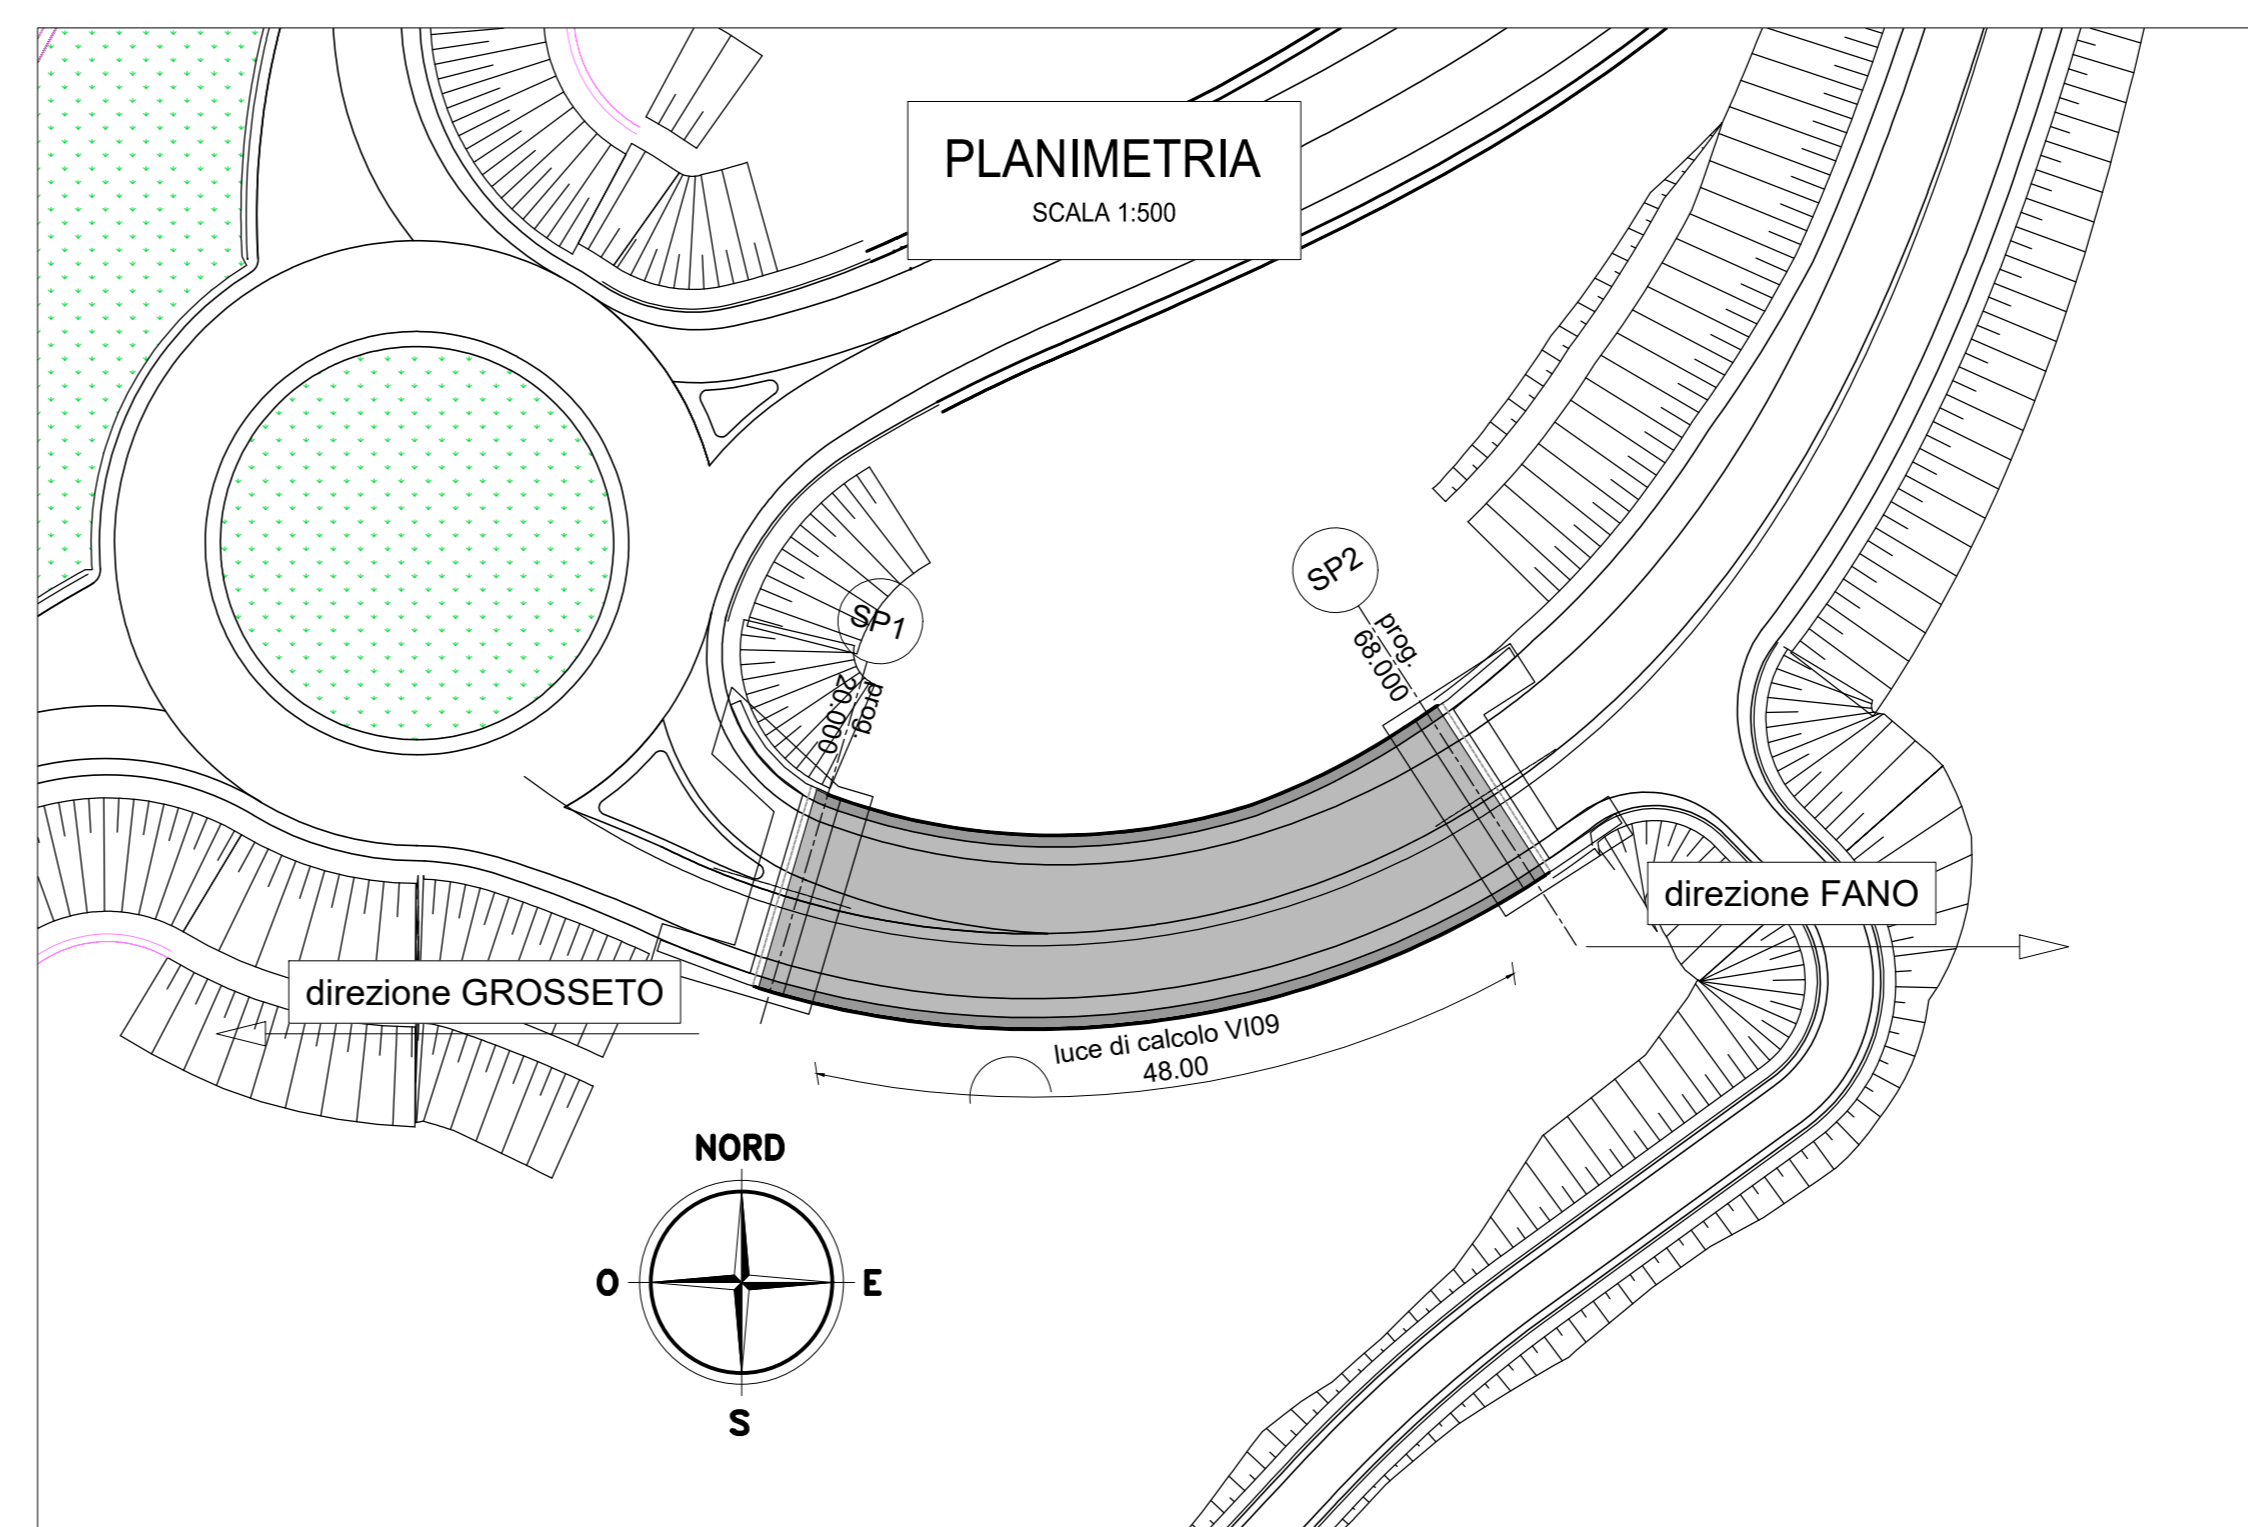 PLANIMETRIA
SCALA 1:500
SP2
prog.
68.000
SP1
prog.
20.000
direzione FANO
direzione GROSSETO
luce di calcolo VI09
48.00
NORD
O
E
S